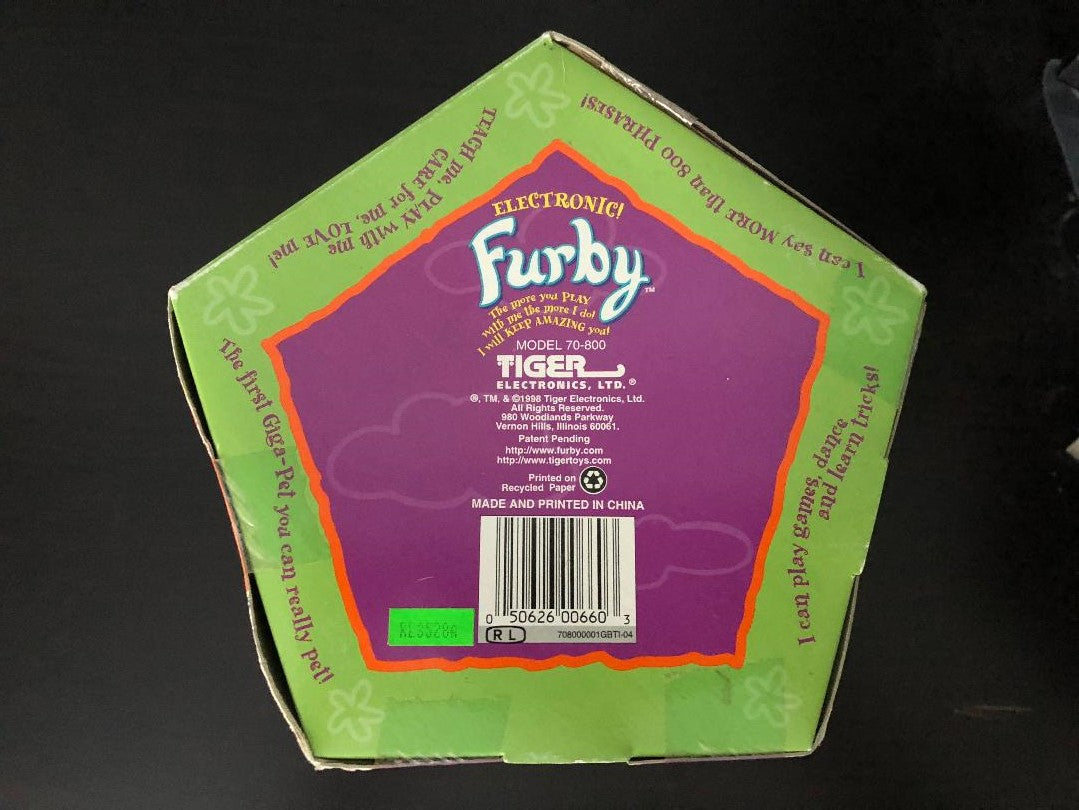 TEACH me, PLAY with me
CARE for me, LOVE me!
I can say MORE than 800 PHRASES!
ELECTRONIC!
Furby™
The more you PLAY
with me the more I do!
I will KEEP AMAZING you!
MODEL 70-800
TIGER
ELECTRONICS, LTD.®
®, TM, & ©1998 Tiger Electronics, Ltd.
All Rights Reserved.
980 Woodlands Parkway
Vernon Hills, Illinois 60061.
Patent Pending
http://www.furby.com
http://www.tigertoys.com
Printed on
Recycled Paper
MADE AND PRINTED IN CHINA
0 50626 00660 3
RL
708000001GBTI-04
The first Giga-Pet you can really pet!
I can play games, dance
and learn tricks!